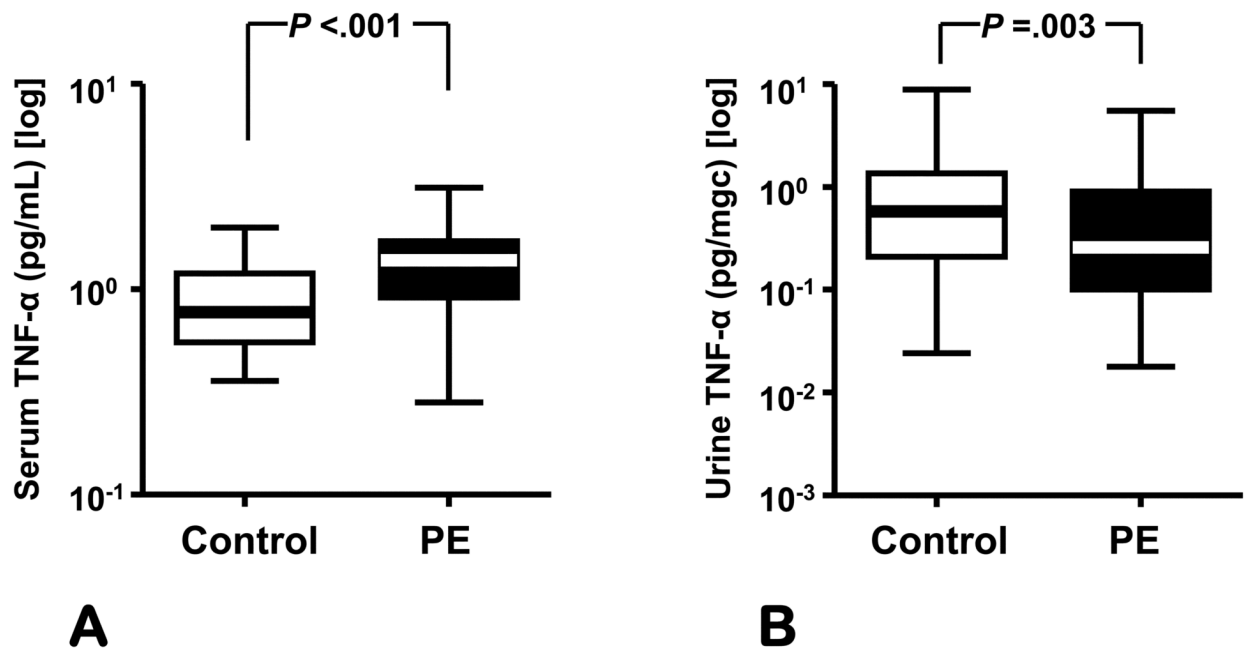 P <.001
Serum TNF-α (pg/mL) [log]
10¹
10⁰
10⁻¹
Control PE
A
P =.003
Urine TNF-α (pg/mgc) [log]
10¹
10⁰
10⁻¹
10⁻²
10⁻³
Control PE
B